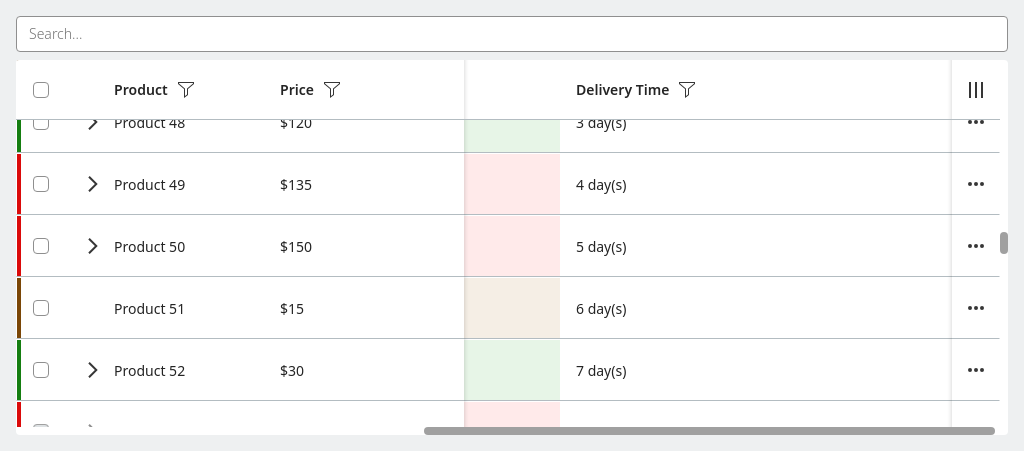 Search...
Product Price Delivery Time
Product 48 $120 3 day(s)
Product 49 $135 4 day(s)
Product 50 $150 5 day(s)
Product 51 $15 6 day(s)
Product 52 $30 7 day(s)